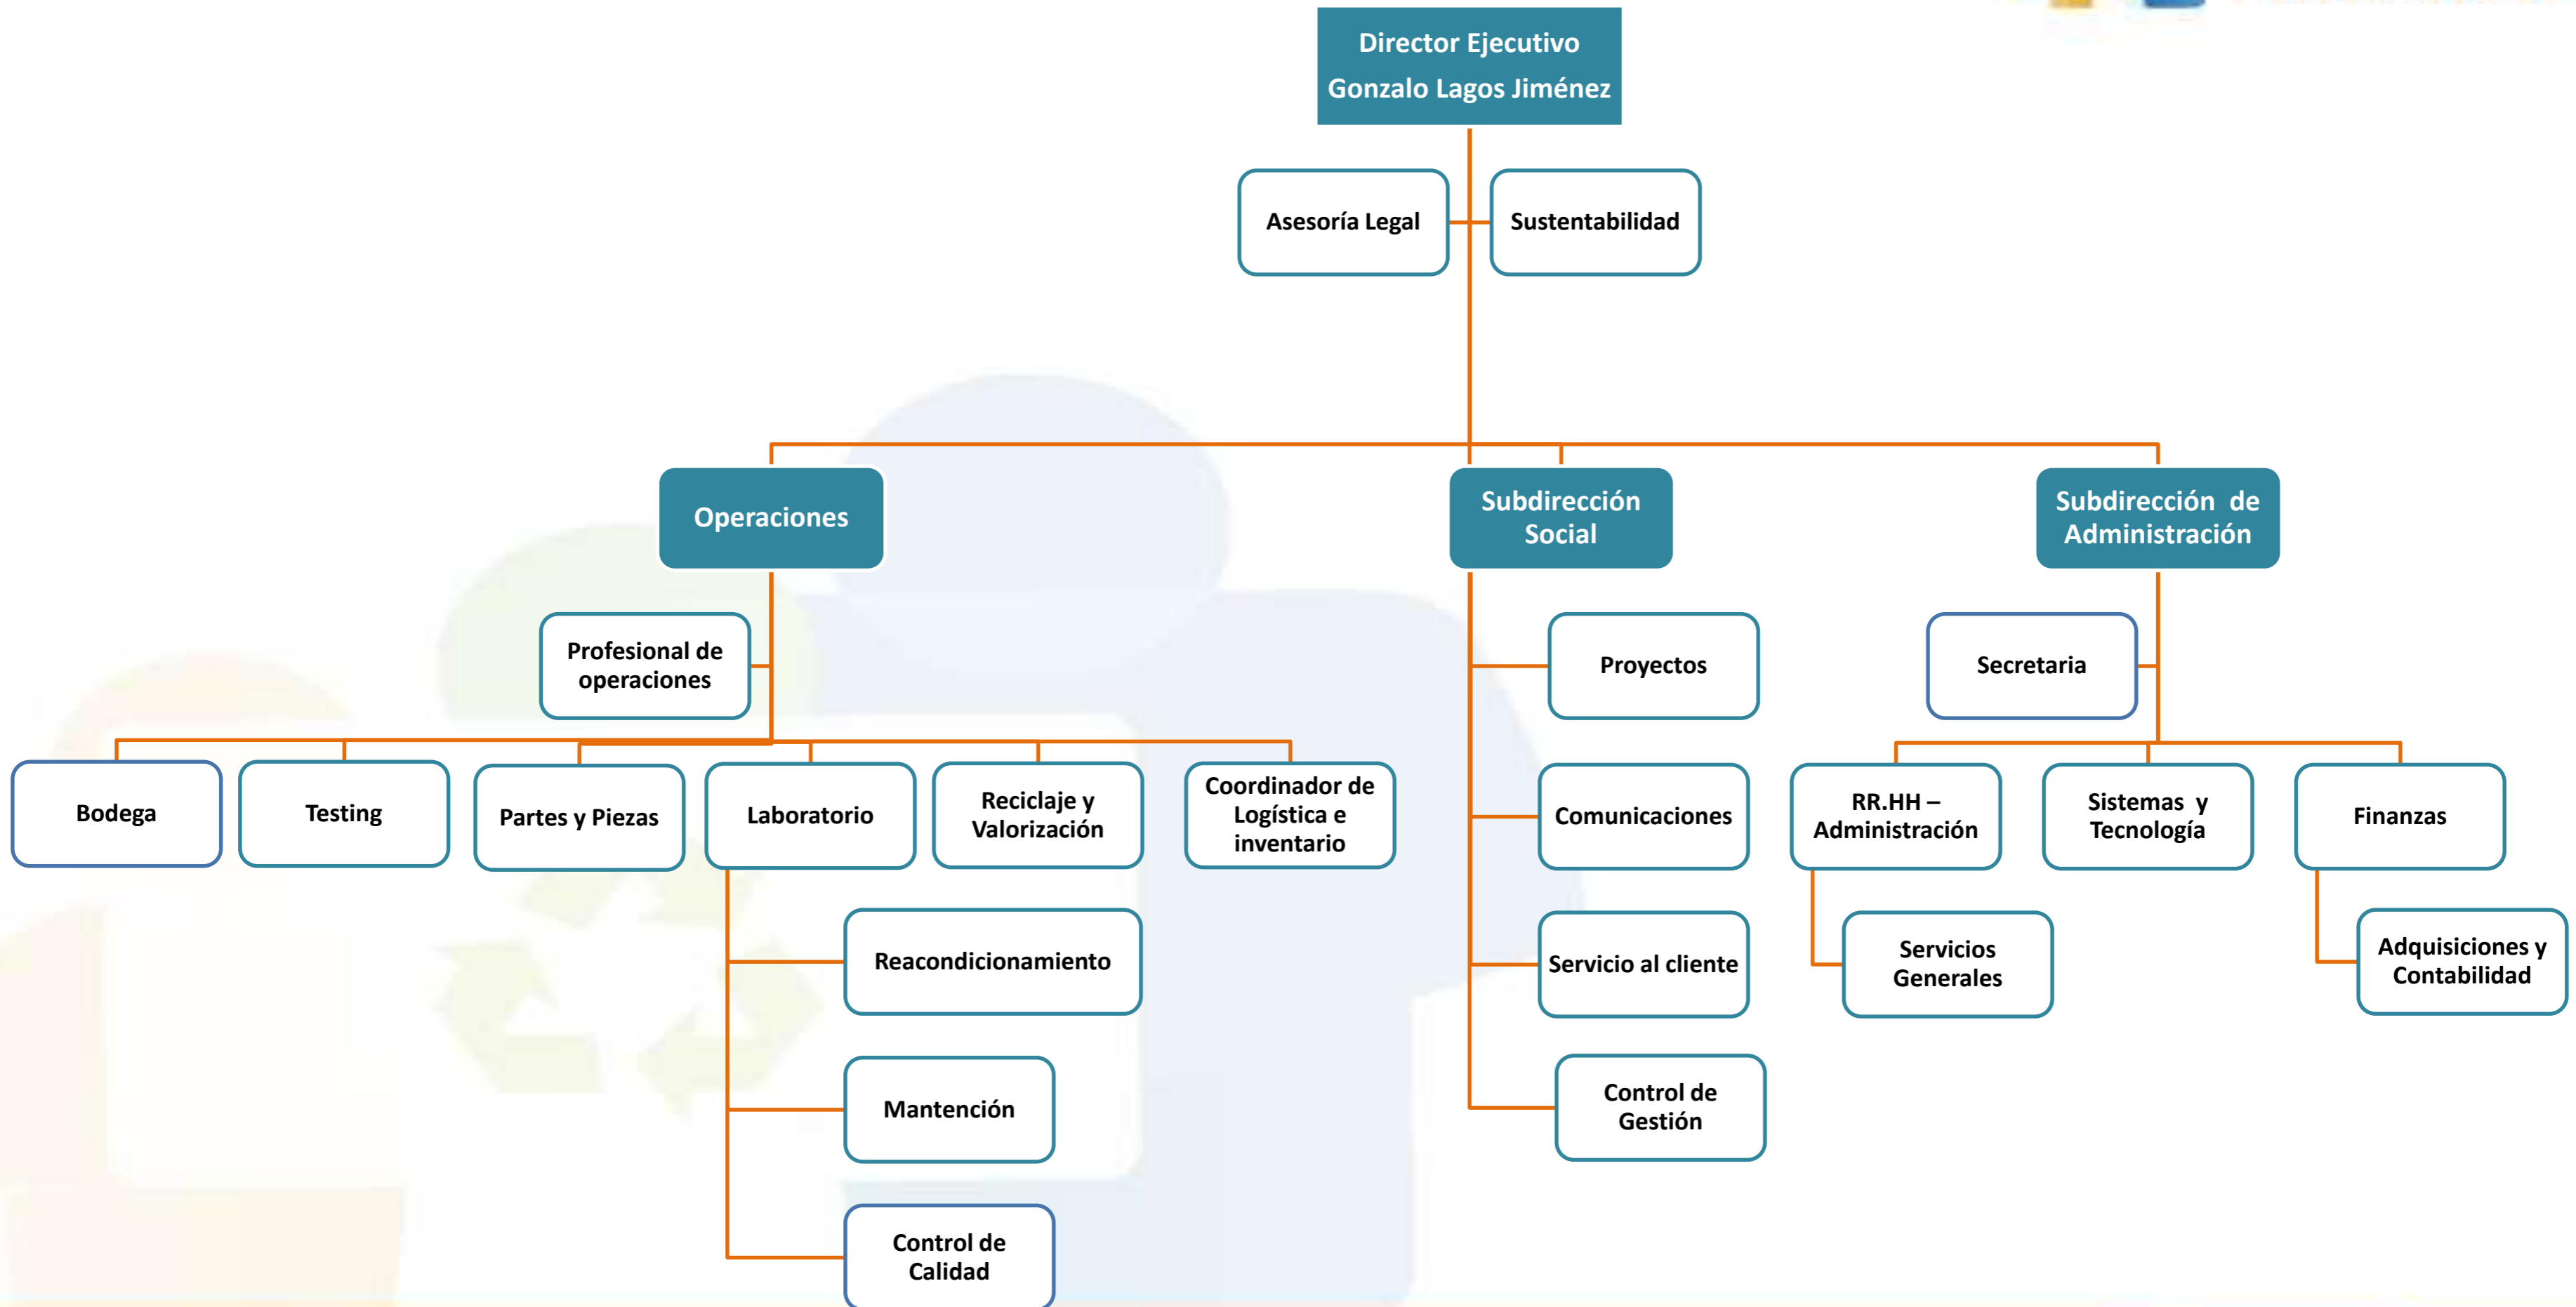 Director Ejecutivo
Gonzalo Lagos Jiménez
Asesoría Legal
Sustentabilidad
Operaciones
Subdirección
Social
Subdirección de
Administración
Profesional de
operaciones
Proyectos
Secretaria
Bodega
Testing
Partes y Piezas
Laboratorio
Reciclaje y
Valorización
Coordinador de
Logística e
inventario
Comunicaciones
RR.HH –
Administración
Sistemas y
Tecnología
Finanzas
Reacondicionamiento
Servicio al cliente
Servicios
Generales
Adquisiciones y
Contabilidad
Mantención
Control de
Gestión
Control de
Calidad